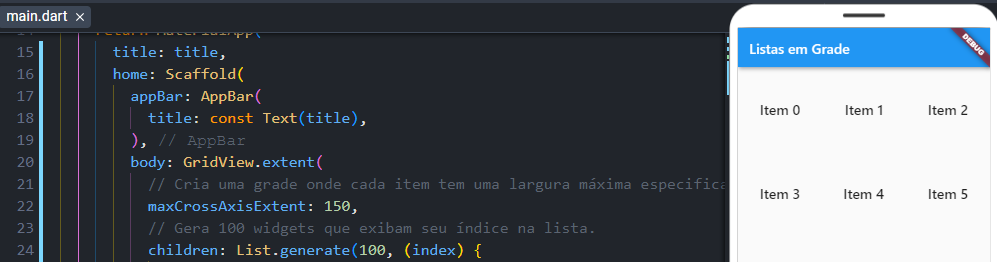 main.dart ×
15 title: title,
16 home: Scaffold(
17 appBar: AppBar(
18 title: const Text(title),
19 ), // AppBar
20 body: GridView.extent(
21 // Cria uma grade onde cada item tem uma largura máxima especifica
22 maxCrossAxisExtent: 150,
23 // Gera 100 widgets que exibam seu índice na lista.
24 children: List.generate(100, (index) {
Listas em Grade
DEBUG
Item 0 Item 1 Item 2
Item 3 Item 4 Item 5